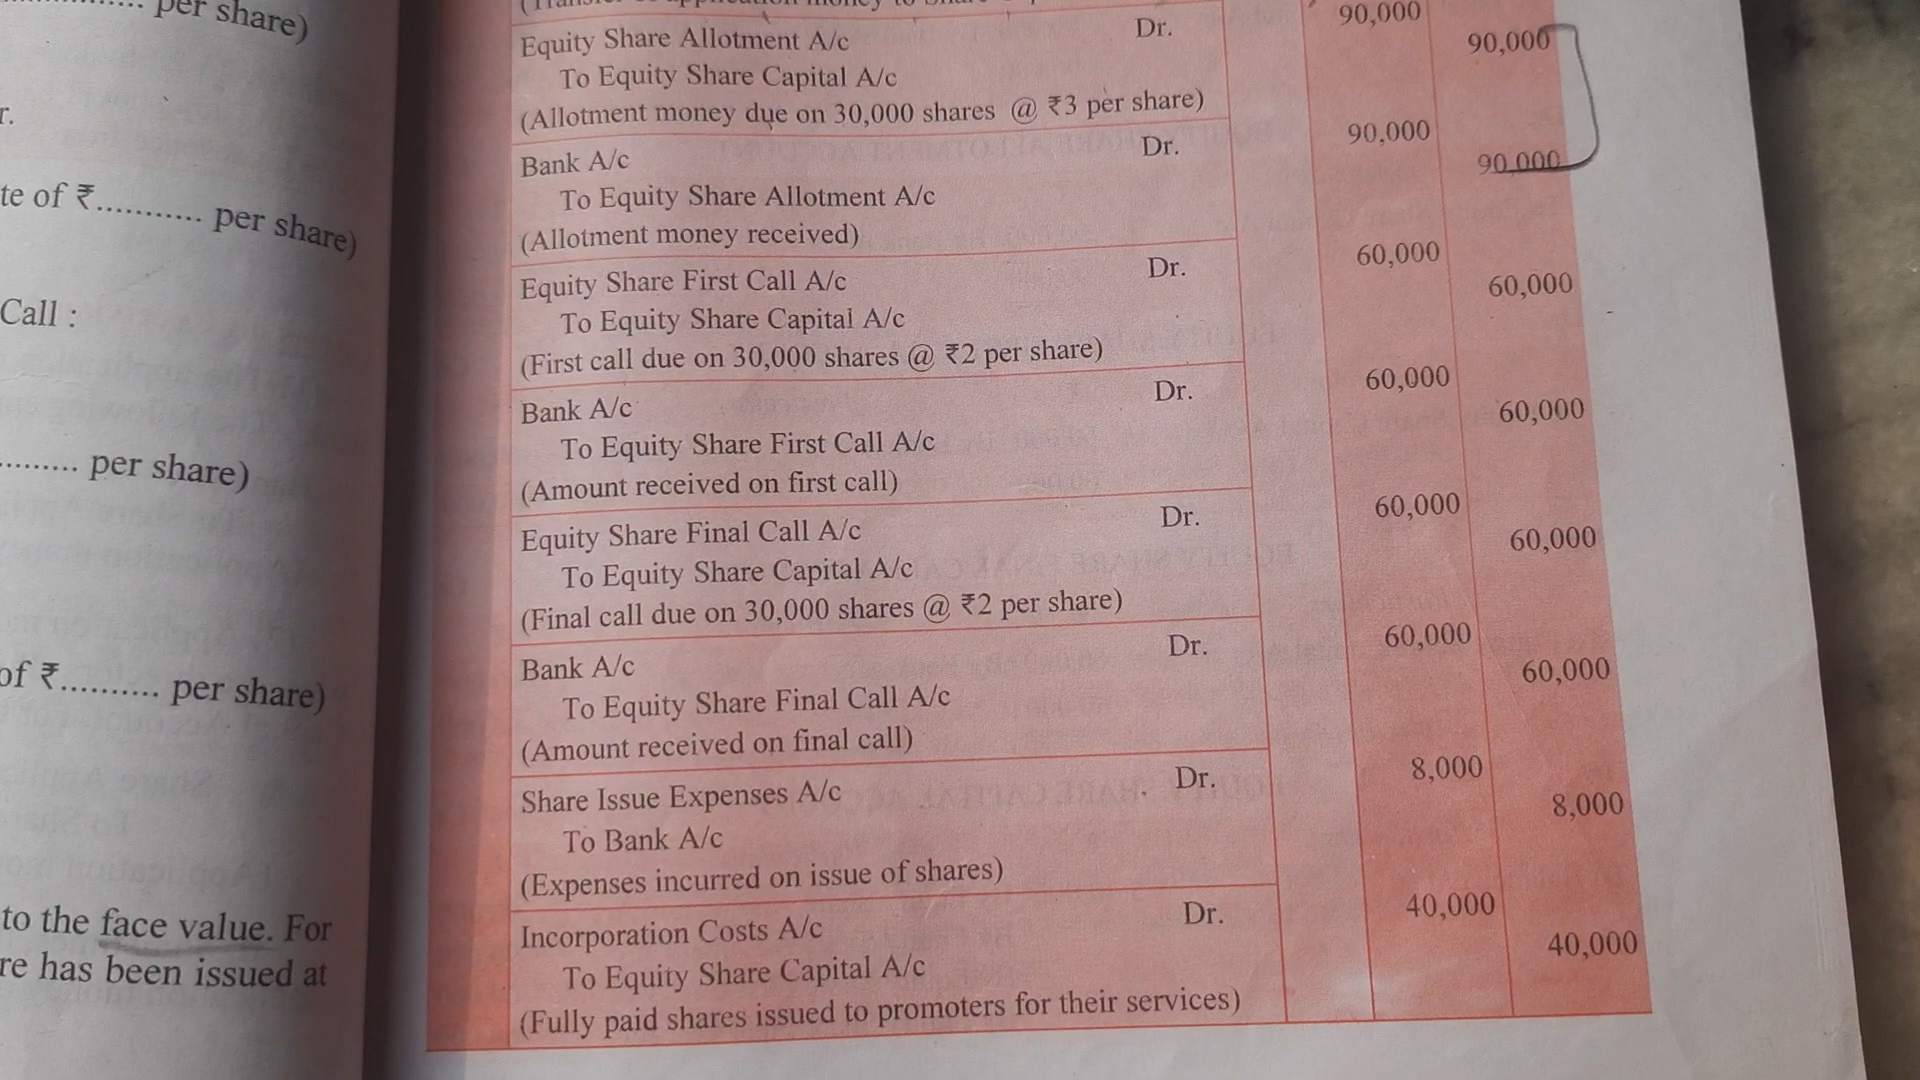 per share)
r.
te of ₹........... per share)
Call :
......... per share)
of ₹.......... per share)
to the face value. For
re has been issued at
Equity Share Allotment A/c Dr. 90,000
To Equity Share Capital A/c 90,000
(Allotment money due on 30,000 shares @ ₹3 per share)
Bank A/c Dr. 90,000
To Equity Share Allotment A/c 90,000
(Allotment money received)
Equity Share First Call A/c Dr. 60,000
To Equity Share Capital A/c 60,000
(First call due on 30,000 shares @ ₹2 per share)
Bank A/c Dr. 60,000
To Equity Share First Call A/c 60,000
(Amount received on first call)
Equity Share Final Call A/c Dr. 60,000
To Equity Share Capital A/c 60,000
(Final call due on 30,000 shares @ ₹2 per share)
Bank A/c Dr. 60,000
To Equity Share Final Call A/c 60,000
(Amount received on final call)
Share Issue Expenses A/c Dr. 8,000
To Bank A/c 8,000
(Expenses incurred on issue of shares)
Incorporation Costs A/c Dr. 40,000
To Equity Share Capital A/c 40,000
(Fully paid shares issued to promoters for their services)